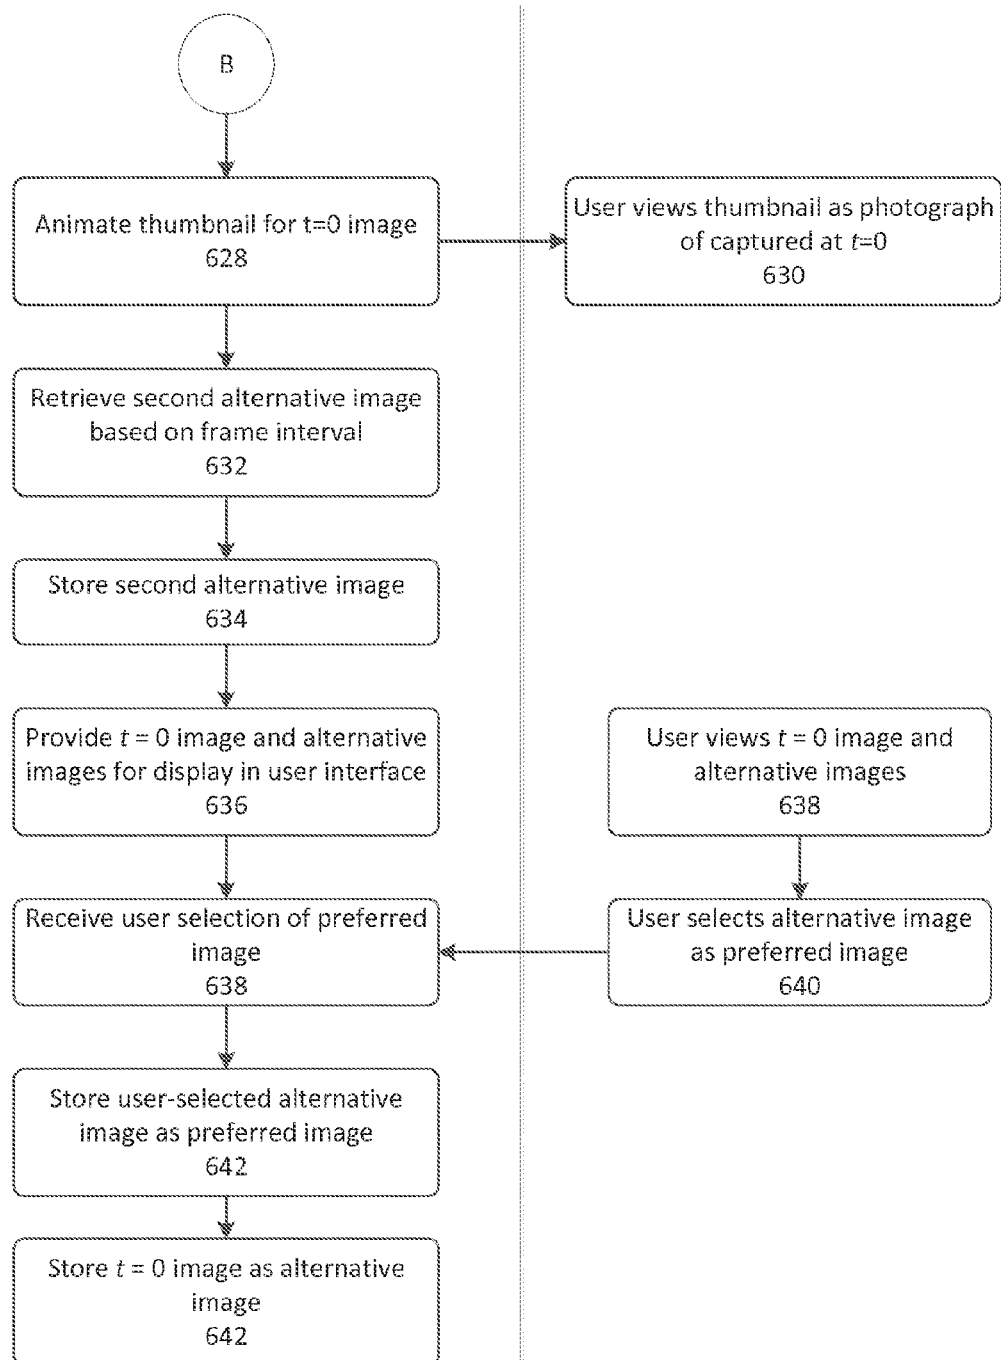 B
Animate thumbnail for t=0 image
628
User views thumbnail as photograph
of captured at t=0
630
Retrieve second alternative image
based on frame interval
632
Store second alternative image
634
Provide t = 0 image and alternative
images for display in user interface
636
User views t = 0 image and
alternative images
638
Receive user selection of preferred
image
638
User selects alternative image
as preferred image
640
Store user-selected alternative
image as preferred image
642
Store t = 0 image as alternative
image
642